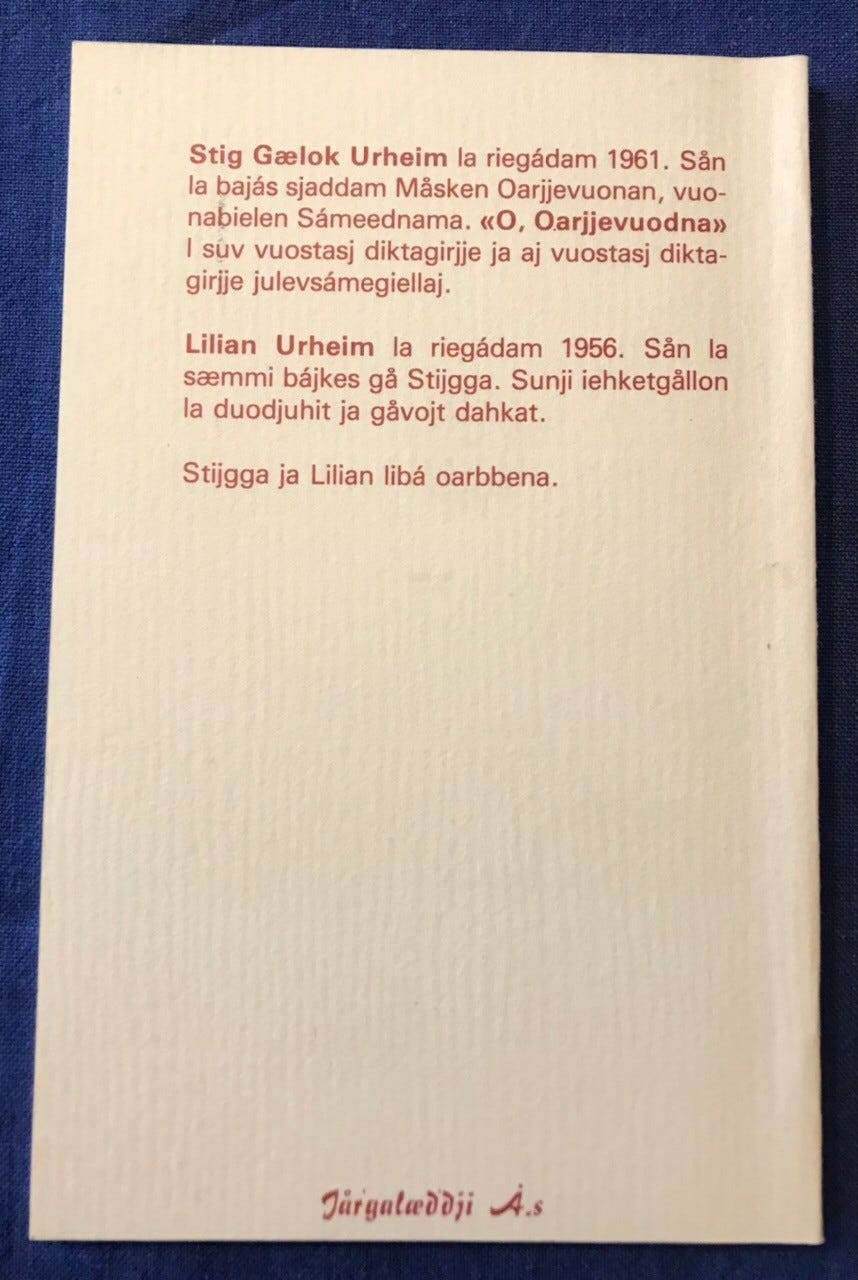 Stig Gælok Urheim la riegádam 1961. Sån
la bajás sjaddam Måsken Oarjjevuonan, vuo-
nabielen Sámeednama. «O, Oarjjevuodna»
l suv vuostasj diktagirjje ja aj vuostasj dikta-
girjje julevsámegiellaj.
Lilian Urheim la riegádam 1956. Sån la
sæmmi bájkes gå Stijgga. Sunji iehketgållon
la duodjuhit ja gåvojt dahkat.
Stijgga ja Lilian libá oarbbena.
Jår'galæddji Å.s